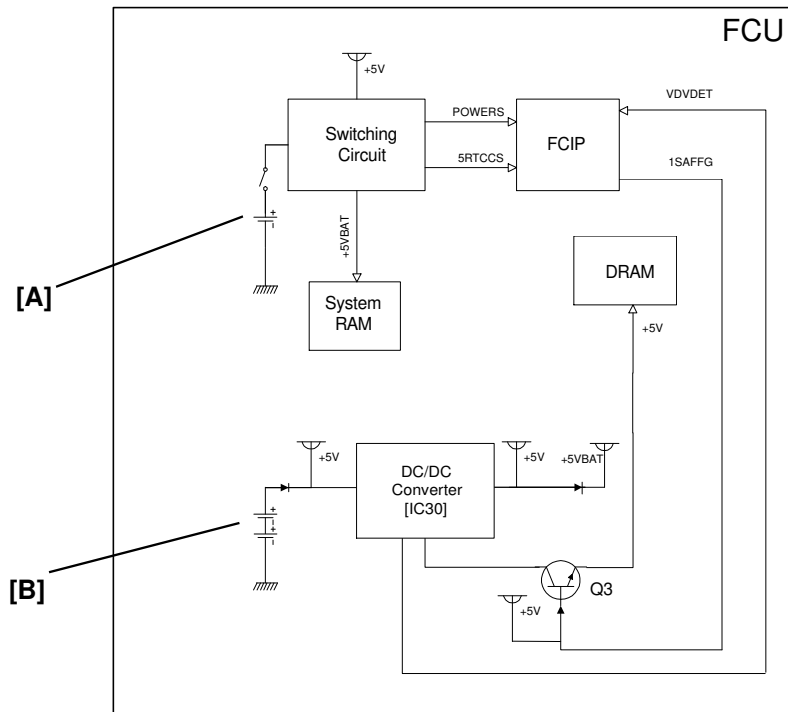 FCU
+5V
Switching
Circuit
POWERS
5RTCCS
FCIP
VDVDET
1SAFFG
+5VBAT
[A]
+
System
RAM
DRAM
+5V
+5V
DC/DC
Converter
[IC30]
+5V
+5VBAT
+
+
[B]
+5V
Q3